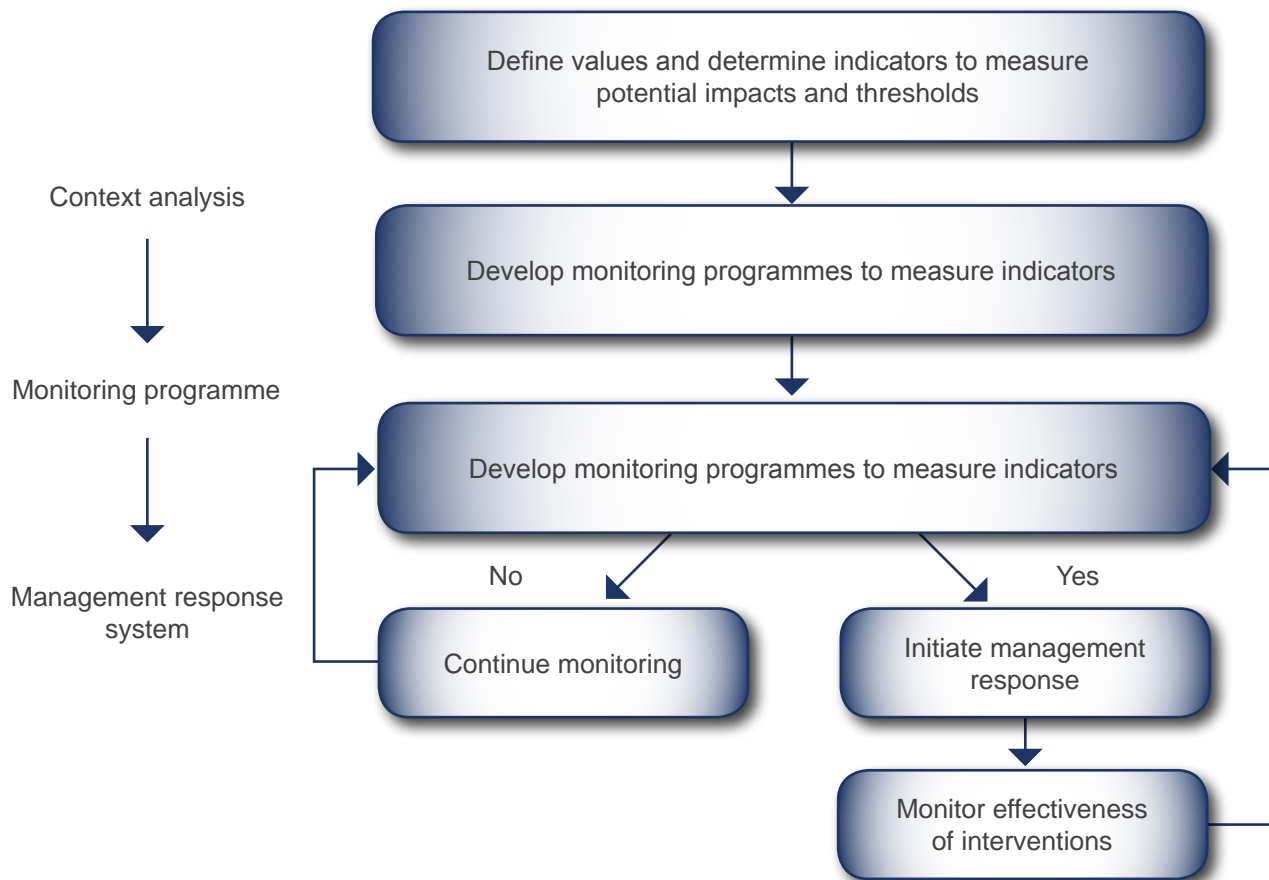 Define values and determine indicators to measure
potential impacts and thresholds
Context analysis
Develop monitoring programmes to measure indicators
Monitoring programme
Develop monitoring programmes to measure indicators
No
Yes
Management response
system
Continue monitoring
Initiate management
response
Monitor effectiveness
of interventions